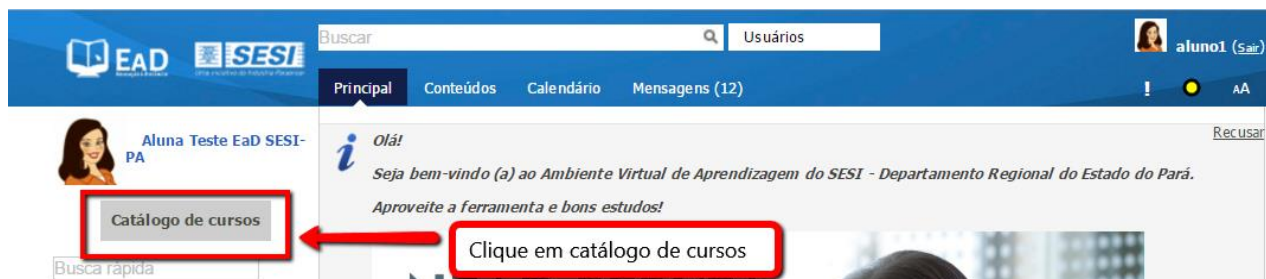 Buscar
Usuários
aluno1 (Sair)
EAD
SESI
Principal Conteúdos Calendário Mensagens (12)
! AA
Aluna Teste EaD SESI-
PA
Recusar
i Olá!
Seja bem-vindo (a) ao Ambiente Virtual de Aprendizagem do SESI - Departamento Regional do Estado do Pará.
Aproveite a ferramenta e bons estudos!
Catálogo de cursos
Clique em catálogo de cursos
Busca rápida